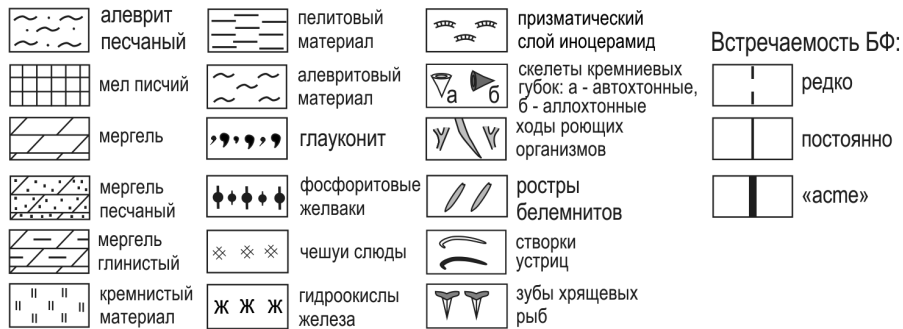 алеврит
песчаный
мел писчий
мергель
мергель
песчаный
мергель
глинистый
кремнистый
материал
пелитовый
материал
алевритовый
материал
глауконит
фосфоритовые
желваки
чешуи слюды
ж ж ж
гидроокислы
железа
призматический
слой иноцерамид
а б
скелеты кремниевых
губок: а - автохтонные,
б - аллохтонные
ходы роющих
организмов
ростры
белемнитов
створки
устриц
зубы хрящевых
рыб
Встречаемость БФ:
редко
постоянно
«acme»